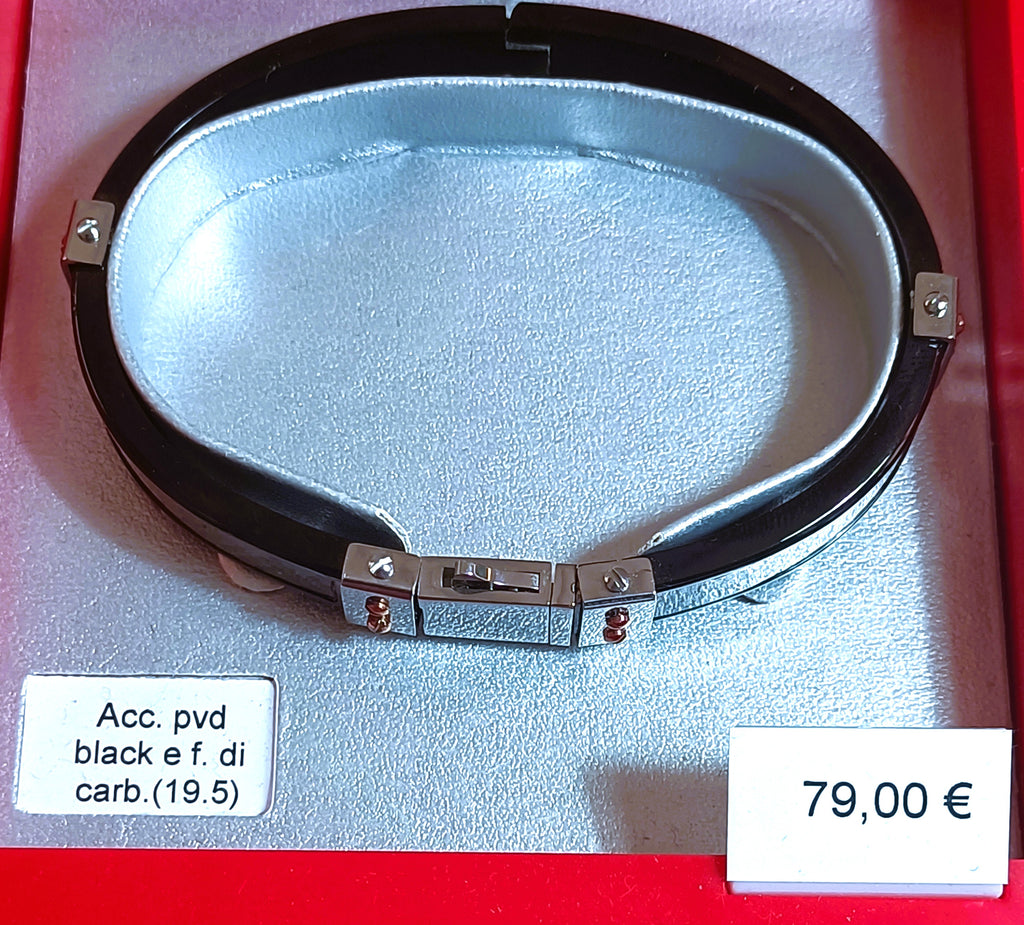 Acc. pvd
black e f. di
carb.(19.5)
79,00 €